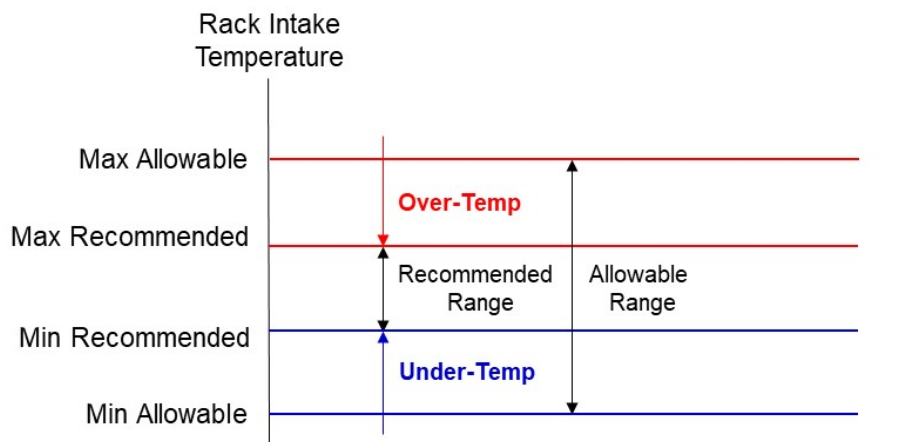 Rack Intake
Temperature
Max Allowable
Over-Temp
Max Recommended
Recommended
Range
Allowable
Range
Min Recommended
Under-Temp
Min Allowable